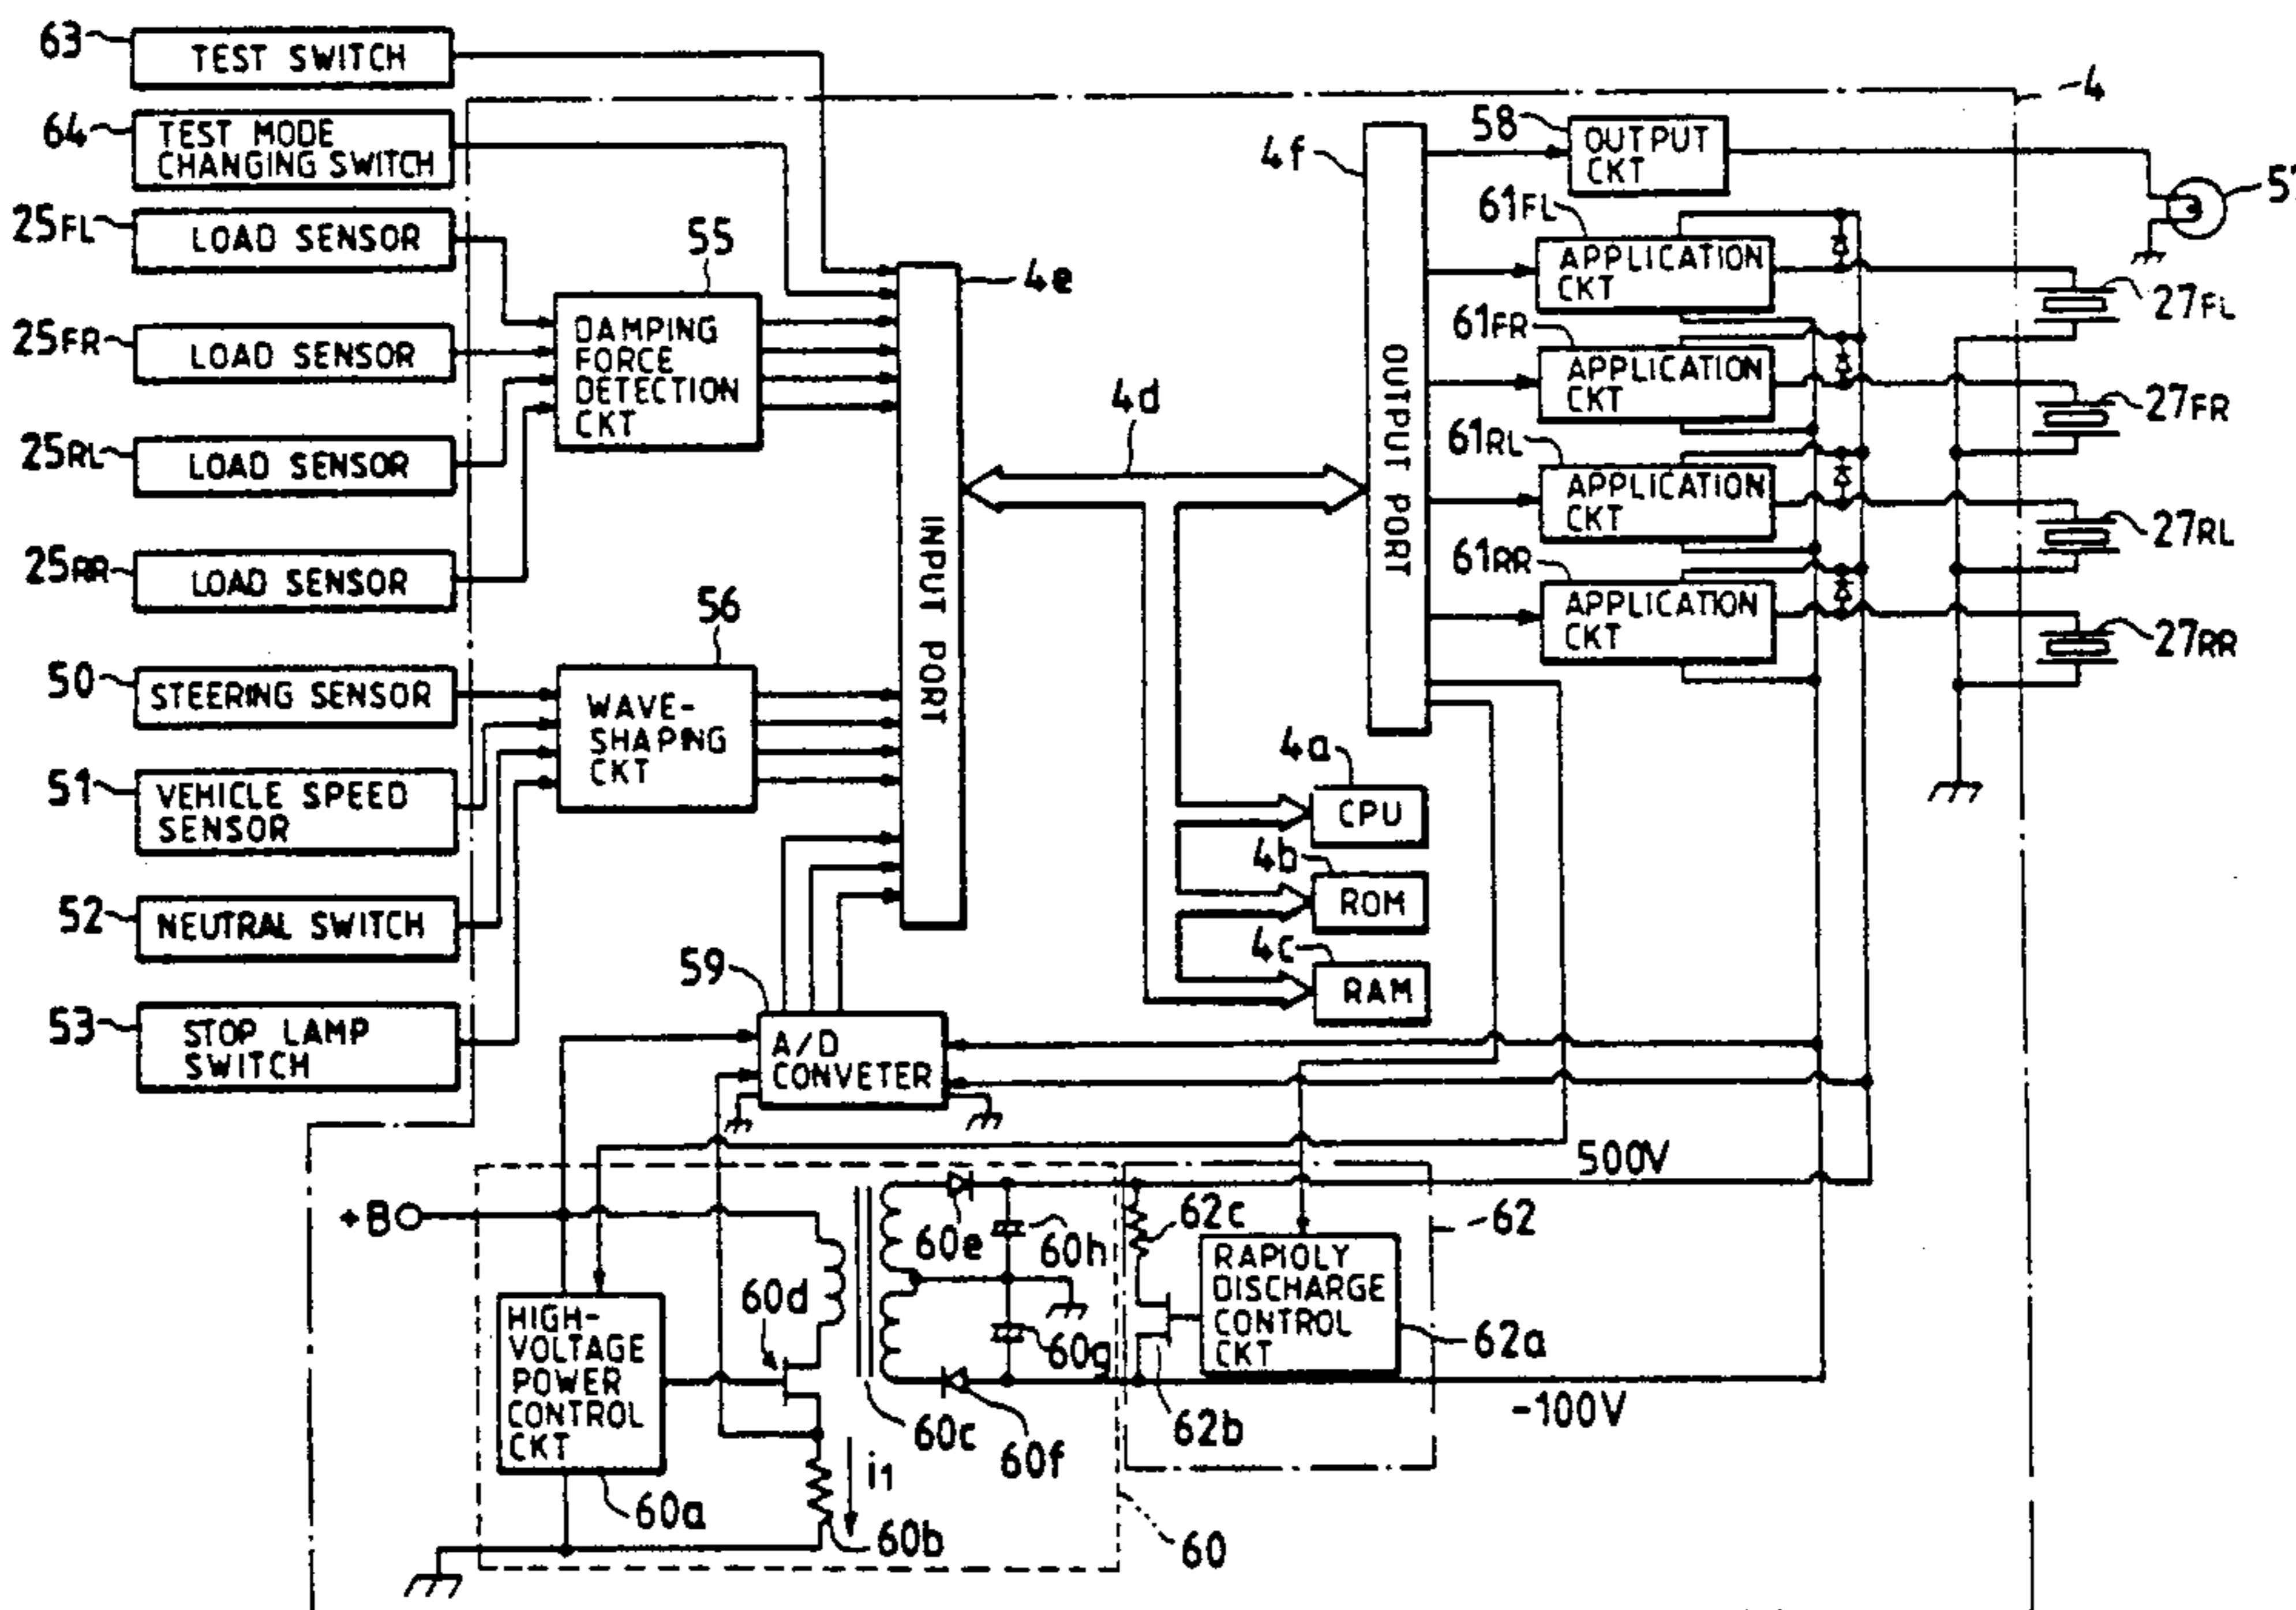 63
TEST SWITCH
64
TEST MODE
CHANGING SWITCH
25FL
LOAD SENSOR
25FR
LOAD SENSOR
25RL
LOAD SENSOR
25RR
LOAD SENSOR
50
STEERING SENSOR
51
VEHICLE SPEED
SENSOR
52
NEUTRAL SWITCH
53
STOP LAMP
SWITCH
55
DAMPING
FORCE
DETECTION
CKT
56
WAVE-
SHAPING
CKT
59
A/D
CONVETER
4e
INPUT PORT
4d
4f
OUTPUT PORT
4a
CPU
4b
ROM
4c
RAM
4
58
OUTPUT
CKT
61FL
APPLICATION
CKT
61FR
APPLICATION
CKT
61RL
APPLICATION
CKT
61RR
APPLICATION
CKT
27FL
27FR
27RL
27RR
+B
HIGH-
VOLTAGE
POWER
CONTROL
CKT
60a
60d
i1
60b
60c
60e
60h
60g
60f
60
500V
62c
RAPIOLY
DISCHARGE
CONTROL
CKT
62
62a
62b
-100V